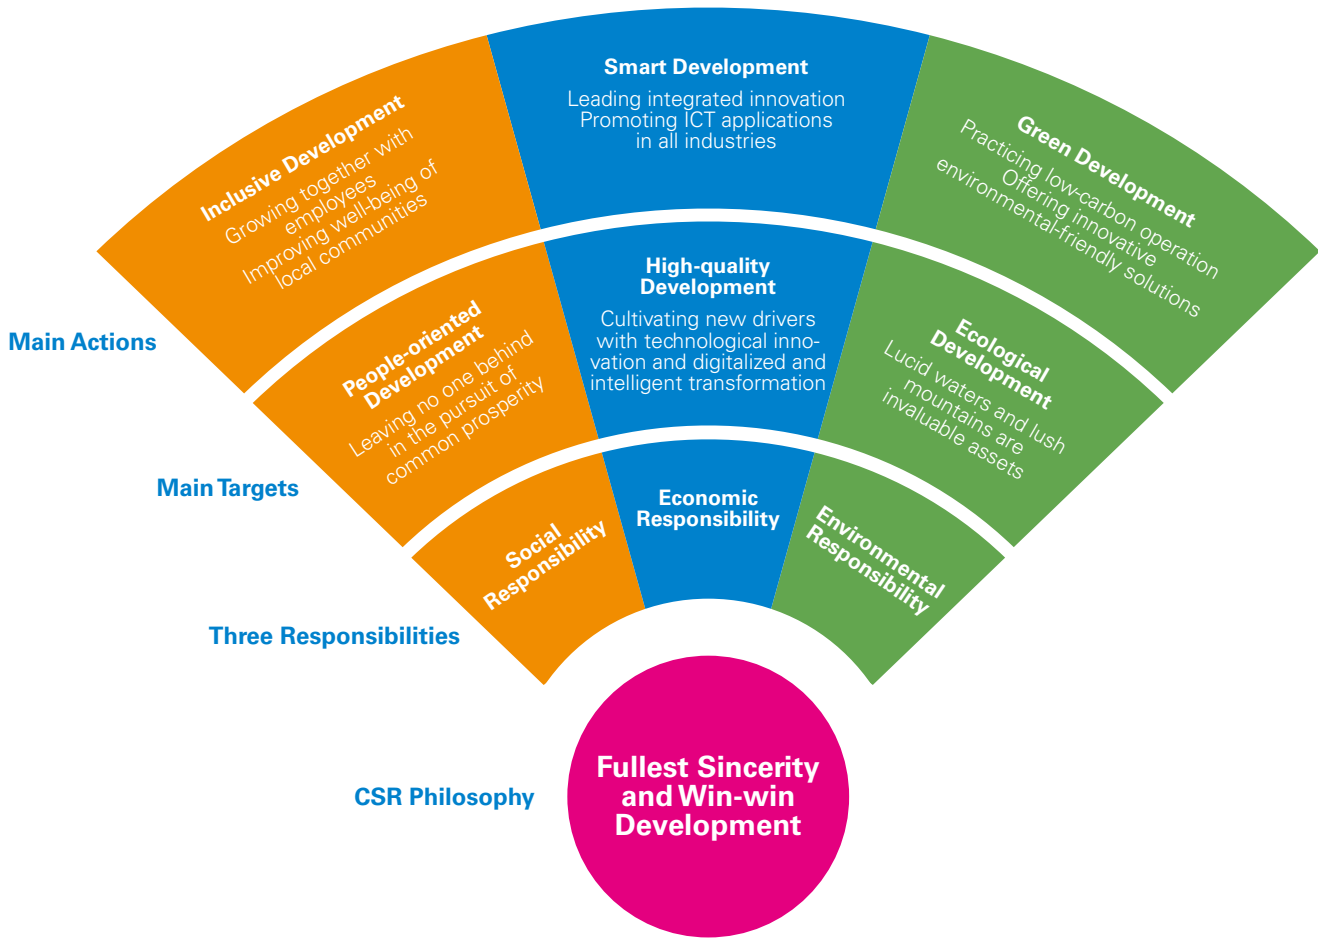 Smart Development
Leading integrated innovation
Promoting ICT applications
in all industries
Inclusive Development
Growing together with
employees
Improving well-being of
local communities
Green Development
Practicing low-carbon operation
Offering innovative
environmental-friendly solutions
Main Actions
People-oriented
Development
Leaving no one behind
in the pursuit of
common prosperity
High-quality
Development
Cultivating new drivers
with technological inno-
vation and digitalized and
intelligent transformation
Ecological
Development
Lucid waters and lush
mountains are
invaluable assets
Main Targets
Social
Responsibility
Economic
Responsibility
Environmental
Responsibility
Three Responsibilities
CSR Philosophy
Fullest Sincerity
and Win-win
Development